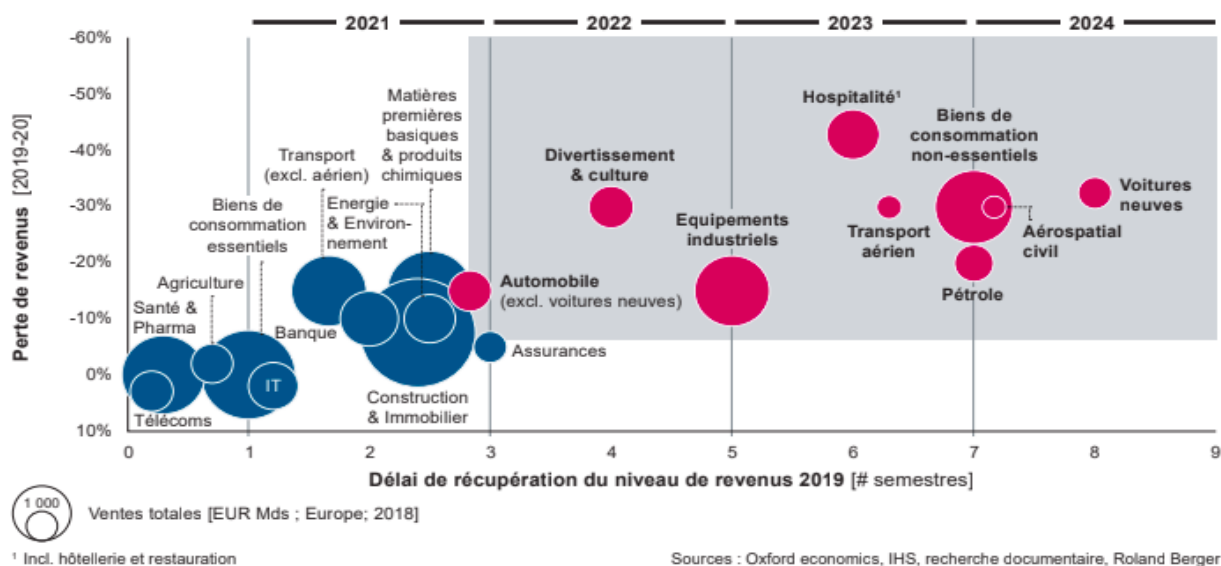 2021 2022 2023 2024
Perte de revenus [2019-20]
-60%
-50%
-40%
-30%
-20%
-10%
0%
10%
Matières
premières
basiques
& produits
chimiques
Transport
(excl. aérien)
Energie
& Environ-
nement
Biens de
consommation
essentiels
Agriculture
Santé &
Pharma
Banque
IT
Télécoms
Construction
& Immobilier
Assurances
Automobile
(excl. voitures neuves)
Divertissement
& culture
Equipements
industriels
Hospitalité¹
Transport
aérien
Biens de
consommation
non-essentiels
Aérospatial
civil
Pétrole
Voitures
neuves
0 1 2 3 4 5 6 7 8 9
Délai de récupération du niveau de revenus 2019 [# semestres]
1 000
Ventes totales [EUR Mds ; Europe; 2018]
¹ Incl. hôtellerie et restauration
Sources : Oxford economics, IHS, recherche documentaire, Roland Berger